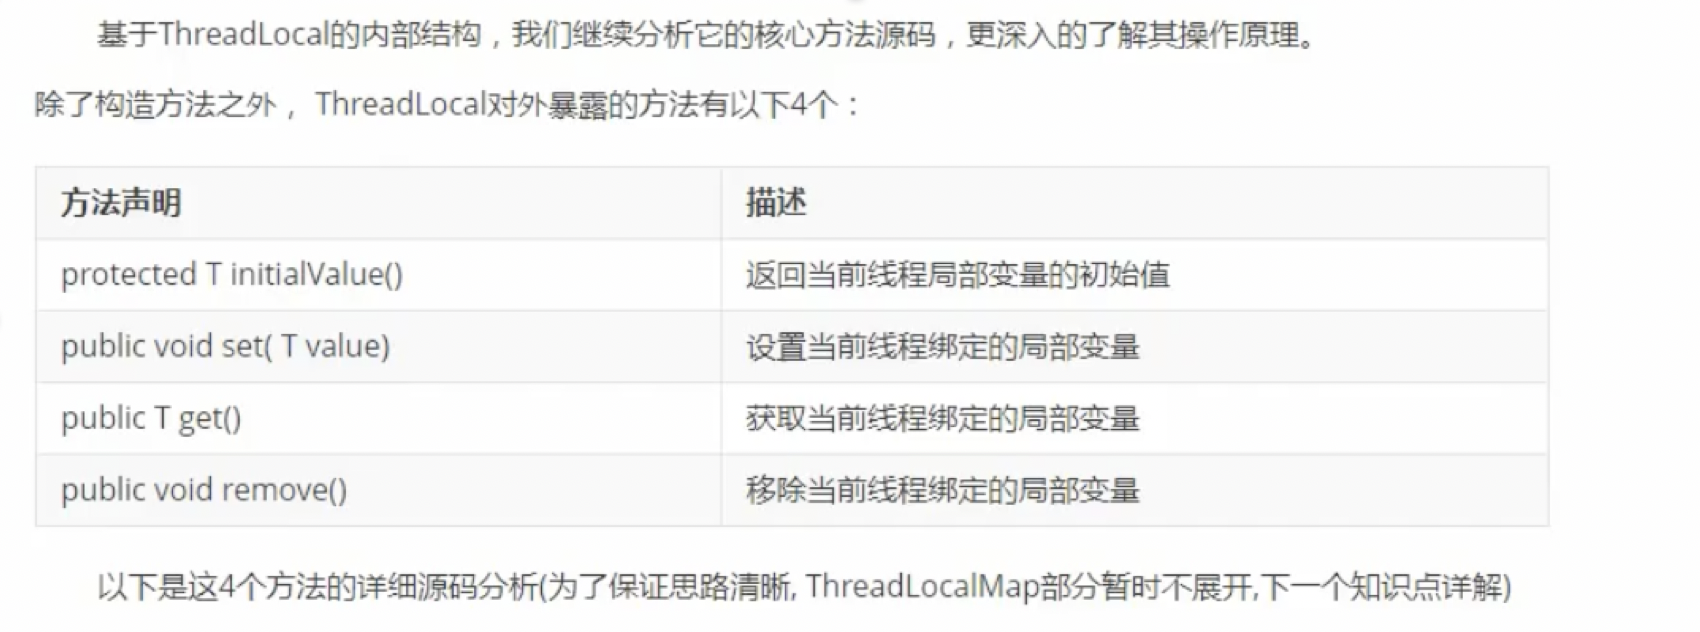 基于ThreadLocal的内部结构，我们继续分析它的核心方法源码，更深入的了解其操作原理。
除了构造方法之外， ThreadLocal对外暴露的方法有以下4个：
方法声明 描述
protected T initialValue() 返回当前线程局部变量的初始值
public void set( T value) 设置当前线程绑定的局部变量
public T get() 获取当前线程绑定的局部变量
public void remove() 移除当前线程绑定的局部变量
以下是这4个方法的详细源码分析(为了保证思路清晰, ThreadLocalMap部分暂时不展开,下一个知识点详解)